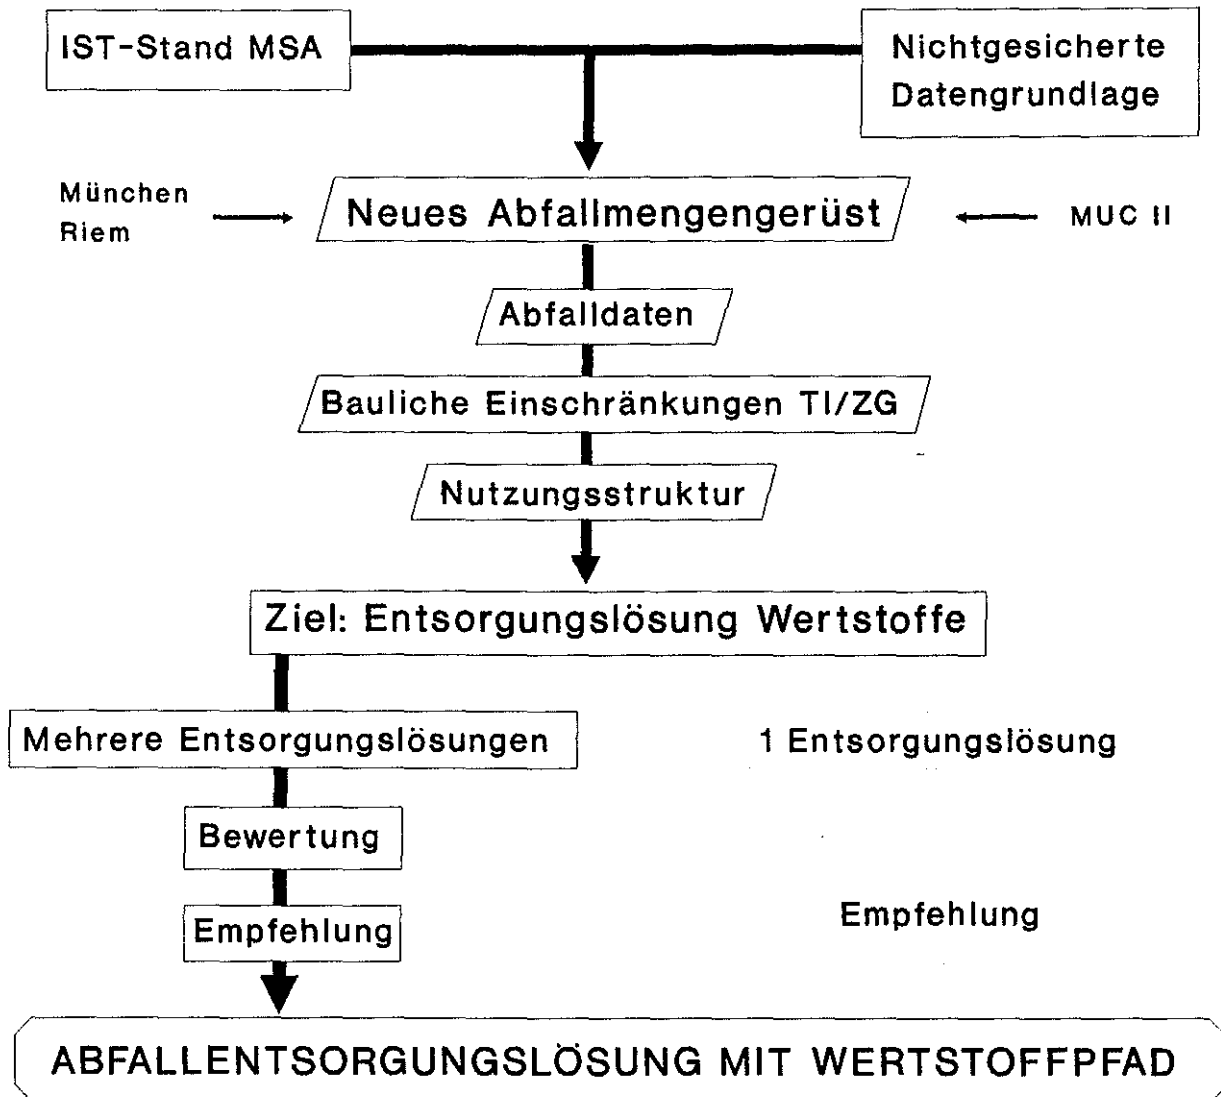 IST-Stand MSA
Nichtgesicherte
Datengrundlage
München
Riem
Neues Abfallmengengerüst
MUC II
Abfalldaten
Bauliche Einschränkungen TI/ZG
Nutzungsstruktur
Ziel: Entsorgungslösung Wertstoffe
Mehrere Entsorgungslösungen
1 Entsorgungslösung
Bewertung
Empfehlung
Empfehlung
ABFALLENTSORGUNGSLÖSUNG MIT WERTSTOFFPFAD